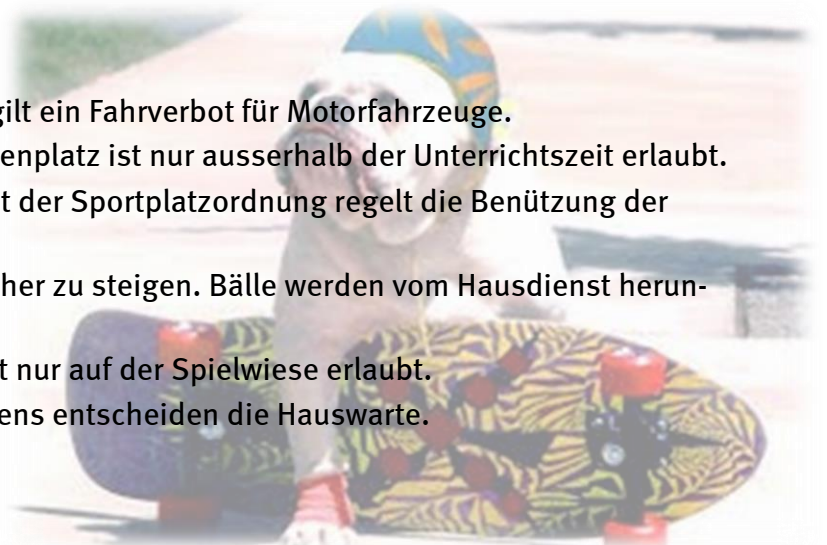 gilt ein Fahrverbot für Motorfahrzeuge.
enplatz ist nur ausserhalb der Unterrichtszeit erlaubt.
t der Sportplatzordnung regelt die Benützung der
her zu steigen. Bälle werden vom Hausdienst herun-
t nur auf der Spielwiese erlaubt.
ens entscheiden die Hauswarte.